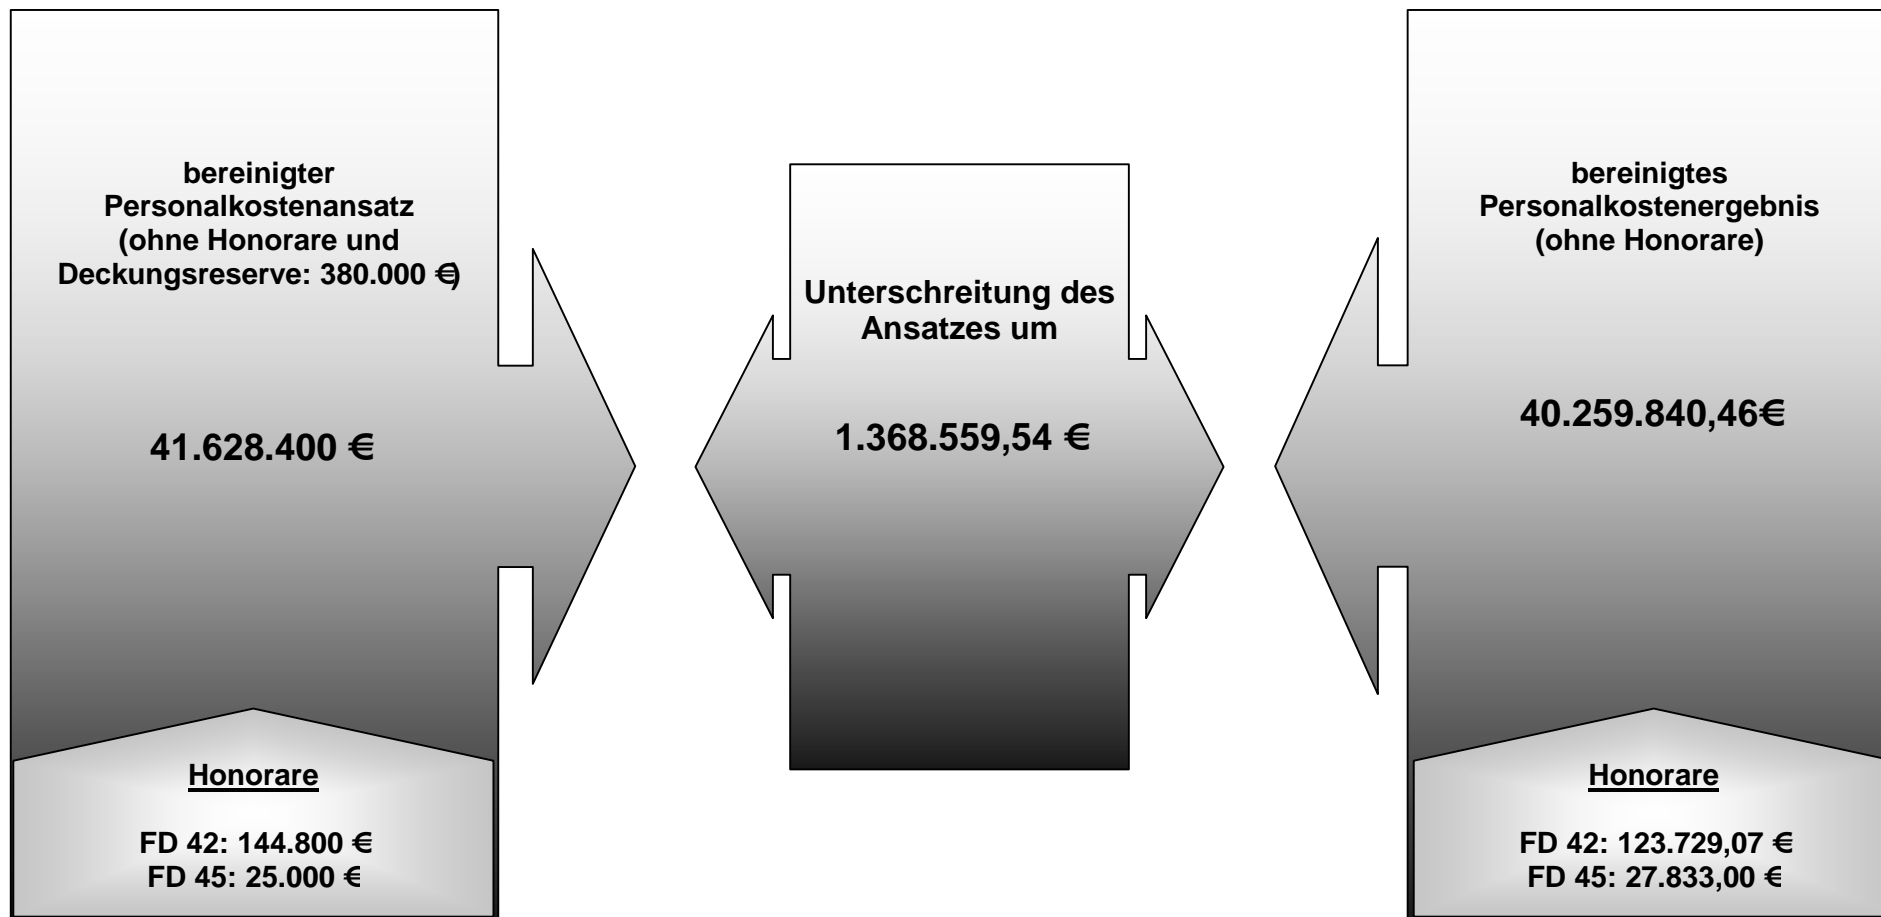 bereinigter
Personalkostenansatz
(ohne Honorare und
Deckungsreserve: 380.000 €)
41.628.400 €
Honorare
FD 42: 144.800 €
FD 45: 25.000 €
Unterschreitung des
Ansatzes um
1.368.559,54 €
bereinigtes
Personalkostenergebnis
(ohne Honorare)
40.259.840,46€
Honorare
FD 42: 123.729,07 €
FD 45: 27.833,00 €